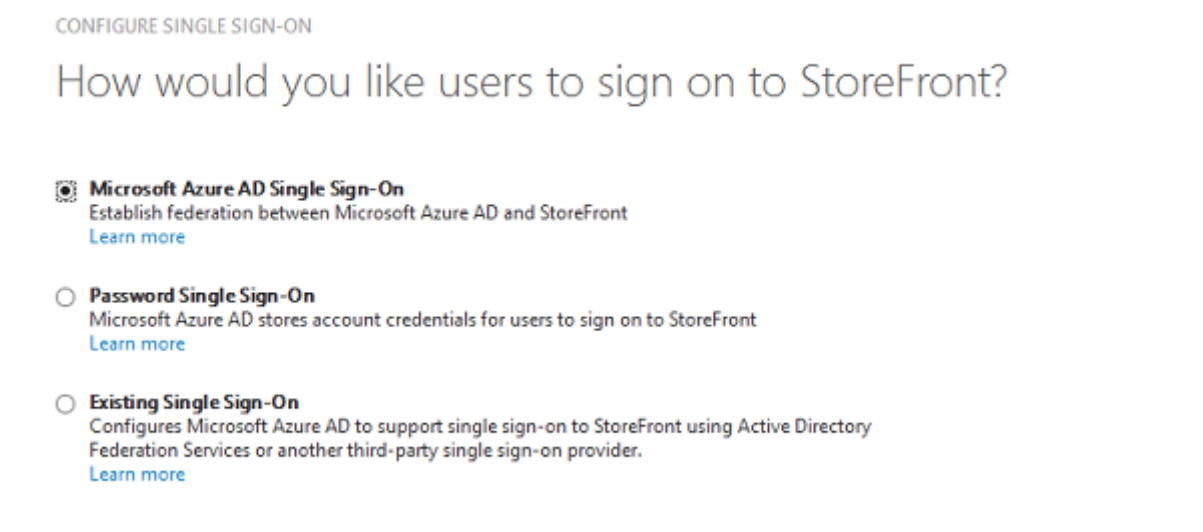 CONFIGURE SINGLE SIGN-ON
How would you like users to sign on to StoreFront?
Microsoft Azure AD Single Sign-On
Establish federation between Microsoft Azure AD and StoreFront
Learn more
Password Single Sign-On
Microsoft Azure AD stores account credentials for users to sign on to StoreFront
Learn more
Existing Single Sign-On
Configures Microsoft Azure AD to support single sign-on to StoreFront using Active Directory
Federation Services or another third-party single sign-on provider.
Learn more